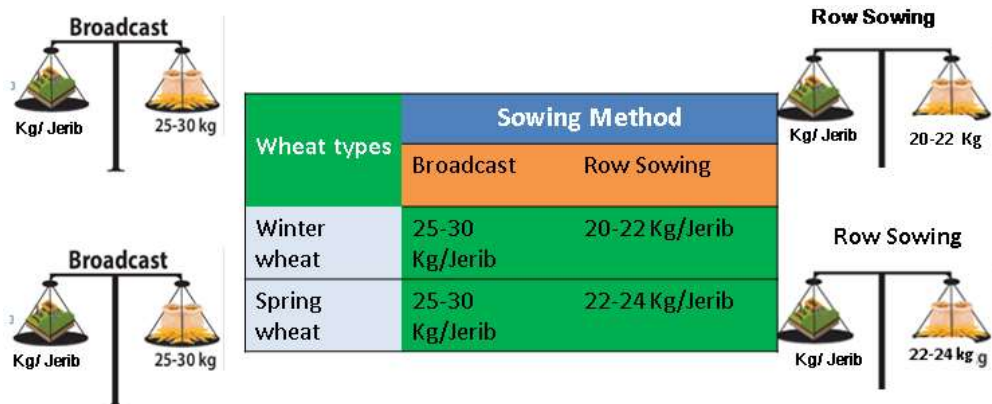 Broadcast
Kg/ Jerib
25-30 kg
Broadcast
Kg/ Jerib
25-30 kg
Wheat types
Sowing Method
Broadcast Row Sowing
Winter wheat
25-30 Kg/Jerib
20-22 Kg/Jerib
Spring wheat
25-30 Kg/Jerib
22-24 Kg/Jerib
Row Sowing
Kg/ Jerib
20-22 Kg
Row Sowing
Kg/ Jerib
22-24 kg g